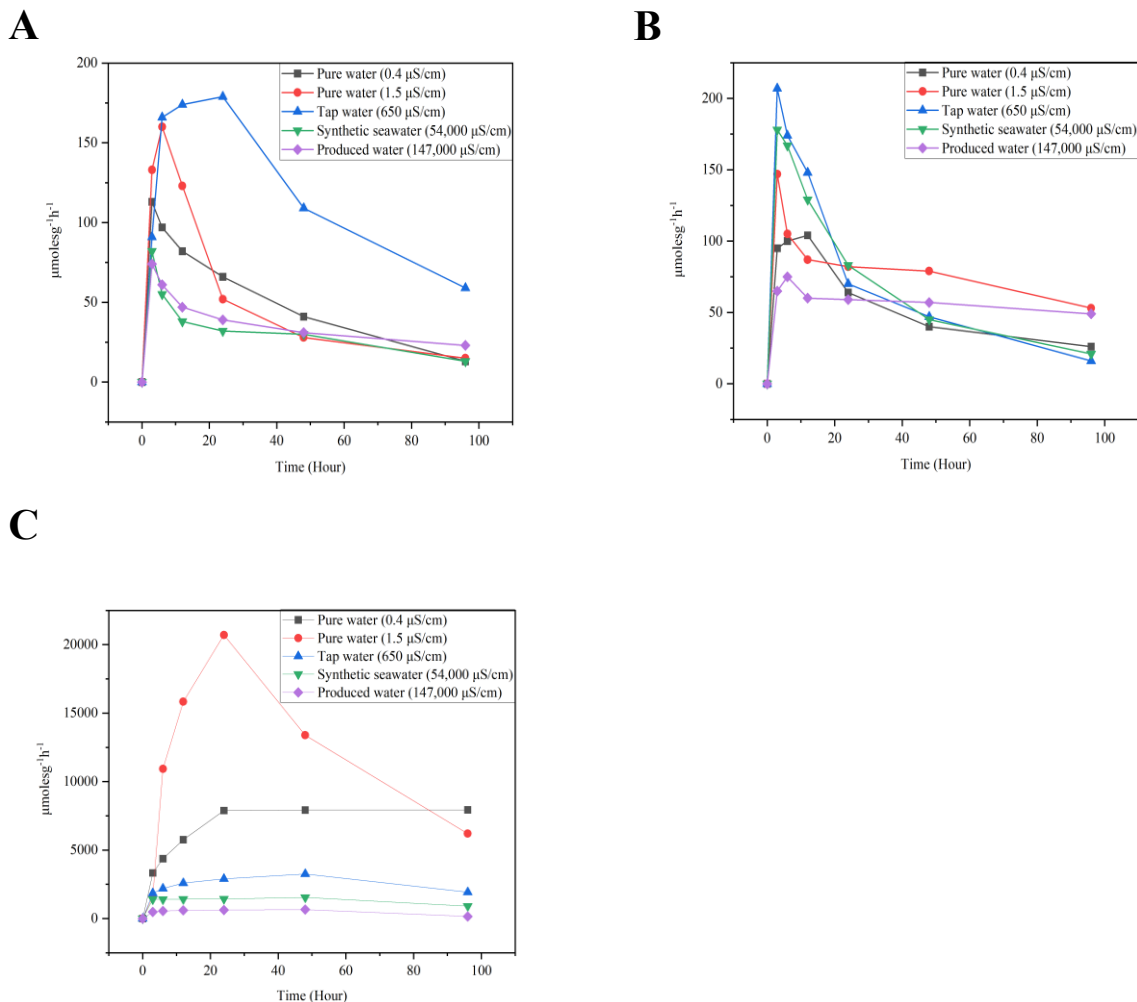 A
200
150
100
50
0
0
20
40
60
80
100
Time (Hour)
μmolesg⁻¹h⁻¹
Pure water (0.4 μS/cm)
Pure water (1.5 μS/cm)
Tap water (650 μS/cm)
Synthetic seawater (54,000 μS/cm)
Produced water (147,000 μS/cm)
B
200
150
100
50
0
0
20
40
60
80
100
Time (Hour)
μmolesg⁻¹h⁻¹
Pure water (0.4 μS/cm)
Pure water (1.5 μS/cm)
Tap water (650 μS/cm)
Synthetic seawater (54,000 μS/cm)
Produced water (147,000 μS/cm)
C
20000
15000
10000
5000
0
0
20
40
60
80
100
Time (Hour)
μmolesg⁻¹h⁻¹
Pure water (0.4 μS/cm)
Pure water (1.5 μS/cm)
Tap water (650 μS/cm)
Synthetic seawater (54,000 μS/cm)
Produced water (147,000 μS/cm)